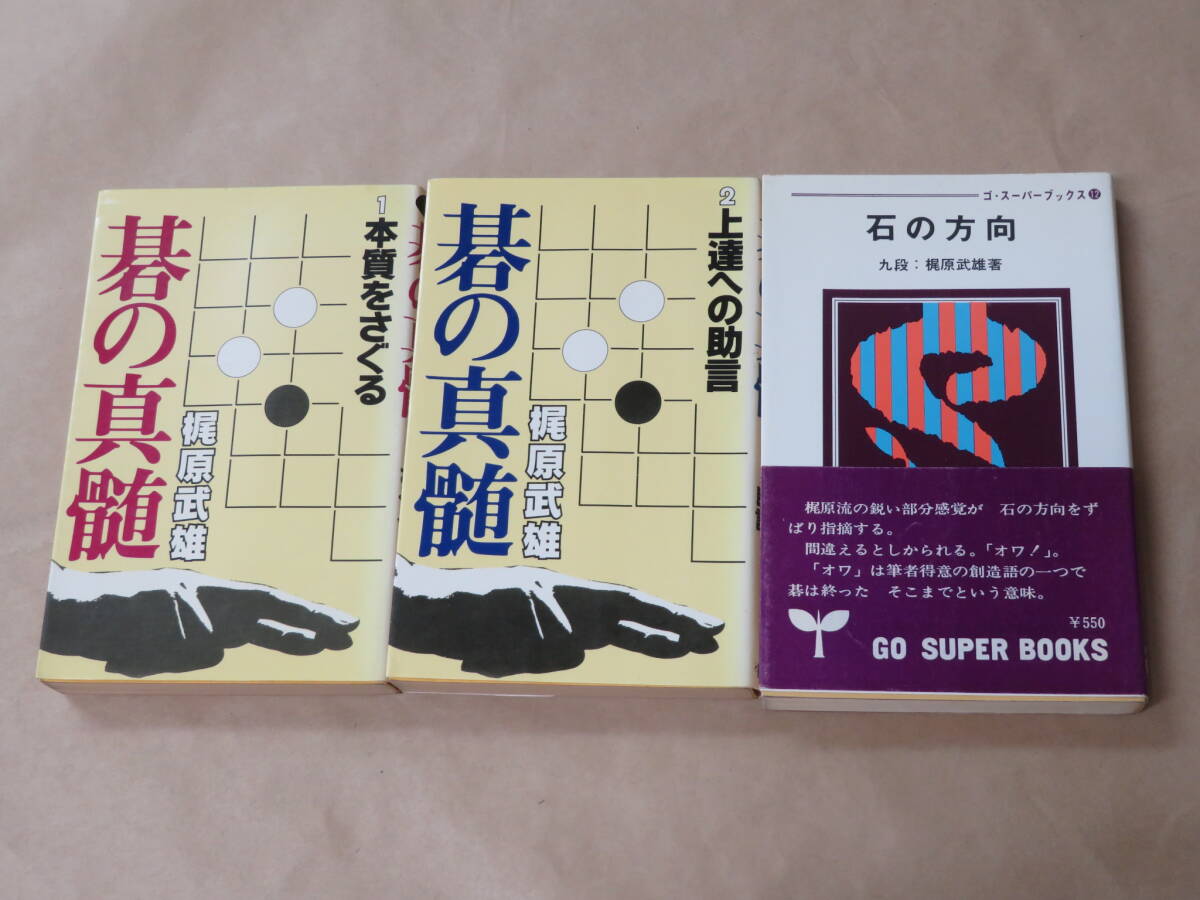 碁の真髄
1 本質をさぐる
梶原武雄
碁の真髄
2 上達への助言
梶原武雄
ゴ・スーパーブックス12
石の方向
九段:梶原武雄著
梶原流の鋭い部分感覚が 石の方向をず
ばり指摘する。
間違えるとしかられる。「オワ!」。
「オワ」は筆者得意の創造語の一つで
碁は終った そこまでという意味。
¥550
GO SUPER BOOKS